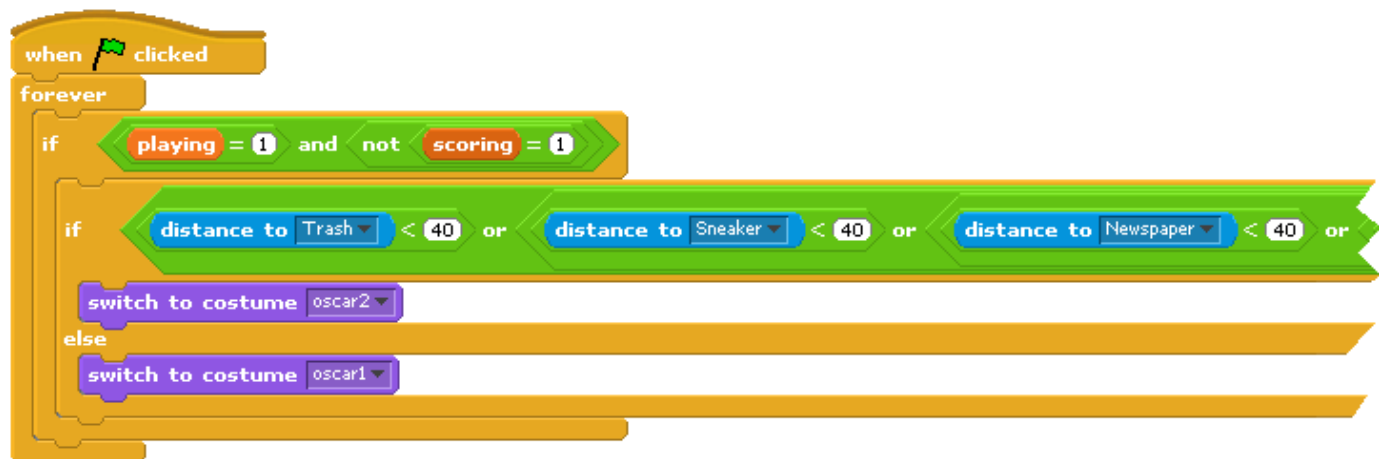 when clicked
forever
if playing = 1 and not scoring = 1
if distance to Trash < 40 or distance to Sneaker < 40 or distance to Newspaper < 40 or
switch to costume oscar2
else
switch to costume oscar1